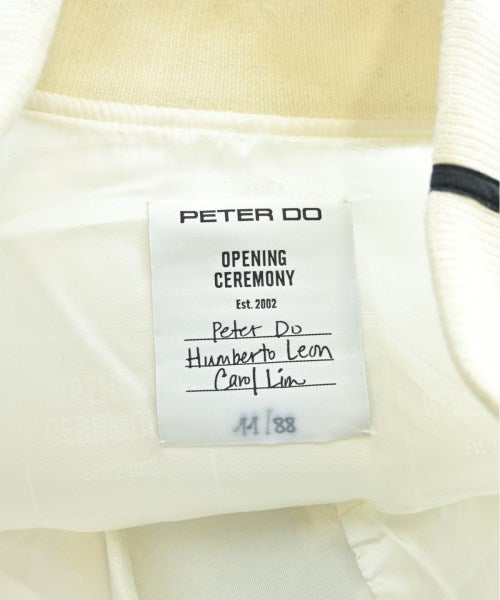 PETER DO
OPENING
CEREMONY
Est. 2002
Peter Do
Humberto Leon
Carol Lim
11/88